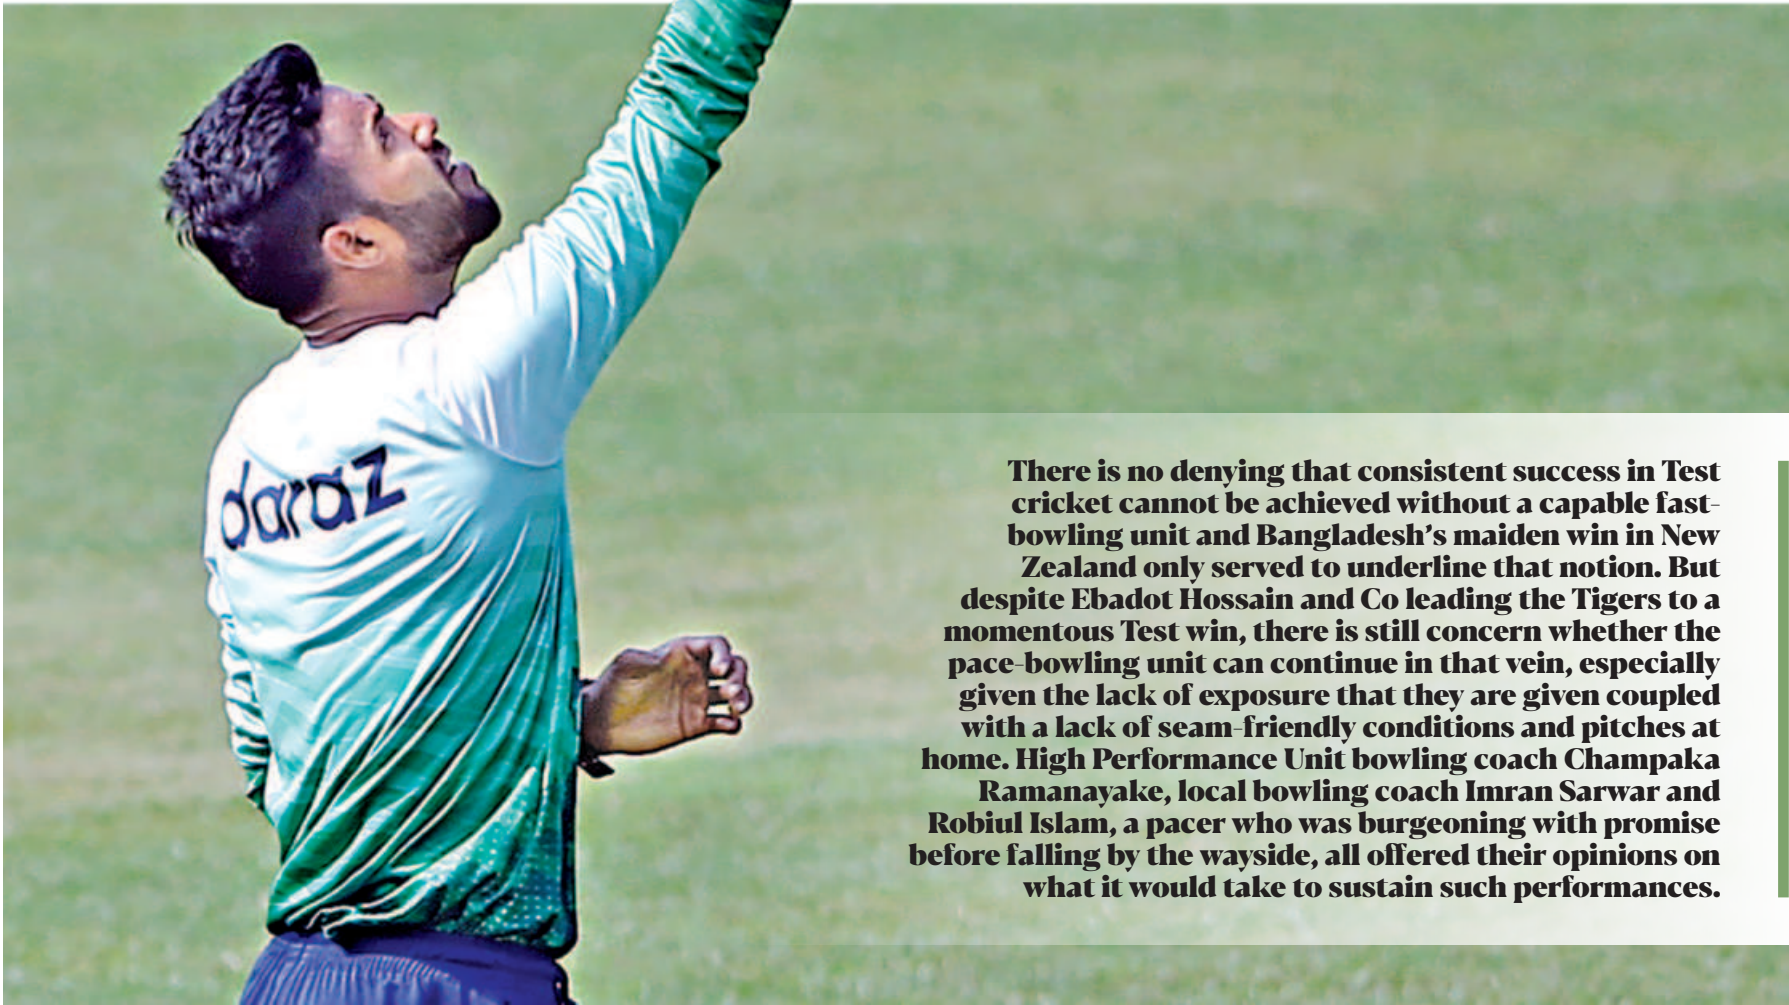 daraz
There is no denying that consistent success in Test
cricket cannot be achieved without a capable fast-
bowling unit and Bangladesh’s maiden win in New
Zealand only served to underline that notion. But
despite Ebadot Hossain and Co leading the Tigers to a
momentous Test win, there is still concern whether the
pace-bowling unit can continue in that vein, especially
given the lack of exposure that they are given coupled
with a lack of seam-friendly conditions and pitches at
home. High Performance Unit bowling coach Champaka
Ramanayake, local bowling coach Imran Sarwar and
Robiul Islam, a pacer who was burgeoning with promise
before falling by the wayside, all offered their opinions on
what it would take to sustain such performances.